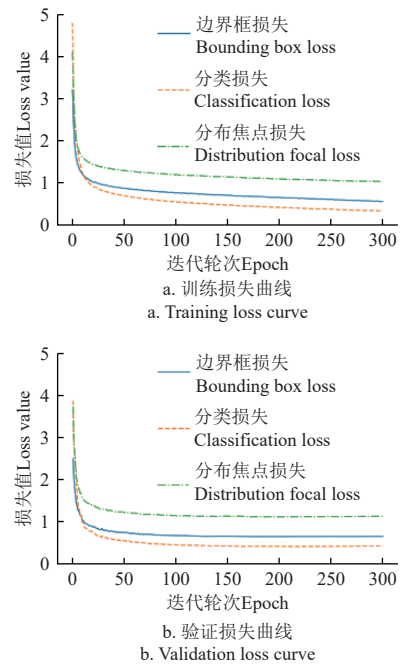 5
4
3
2
1
0
损失值Loss value
边界框损失
Bounding box loss
分类损失
Classification loss
分布焦点损失
Distribution focal loss
0 50 100 150 200 250 300
迭代轮次Epoch
a. 训练损失曲线
a. Training loss curve
5
4
3
2
1
0
损失值Loss value
边界框损失
Bounding box loss
分类损失
Classification loss
分布焦点损失
Distribution focal loss
0 50 100 150 200 250 300
迭代轮次Epoch
b. 验证损失曲线
b. Validation loss curve